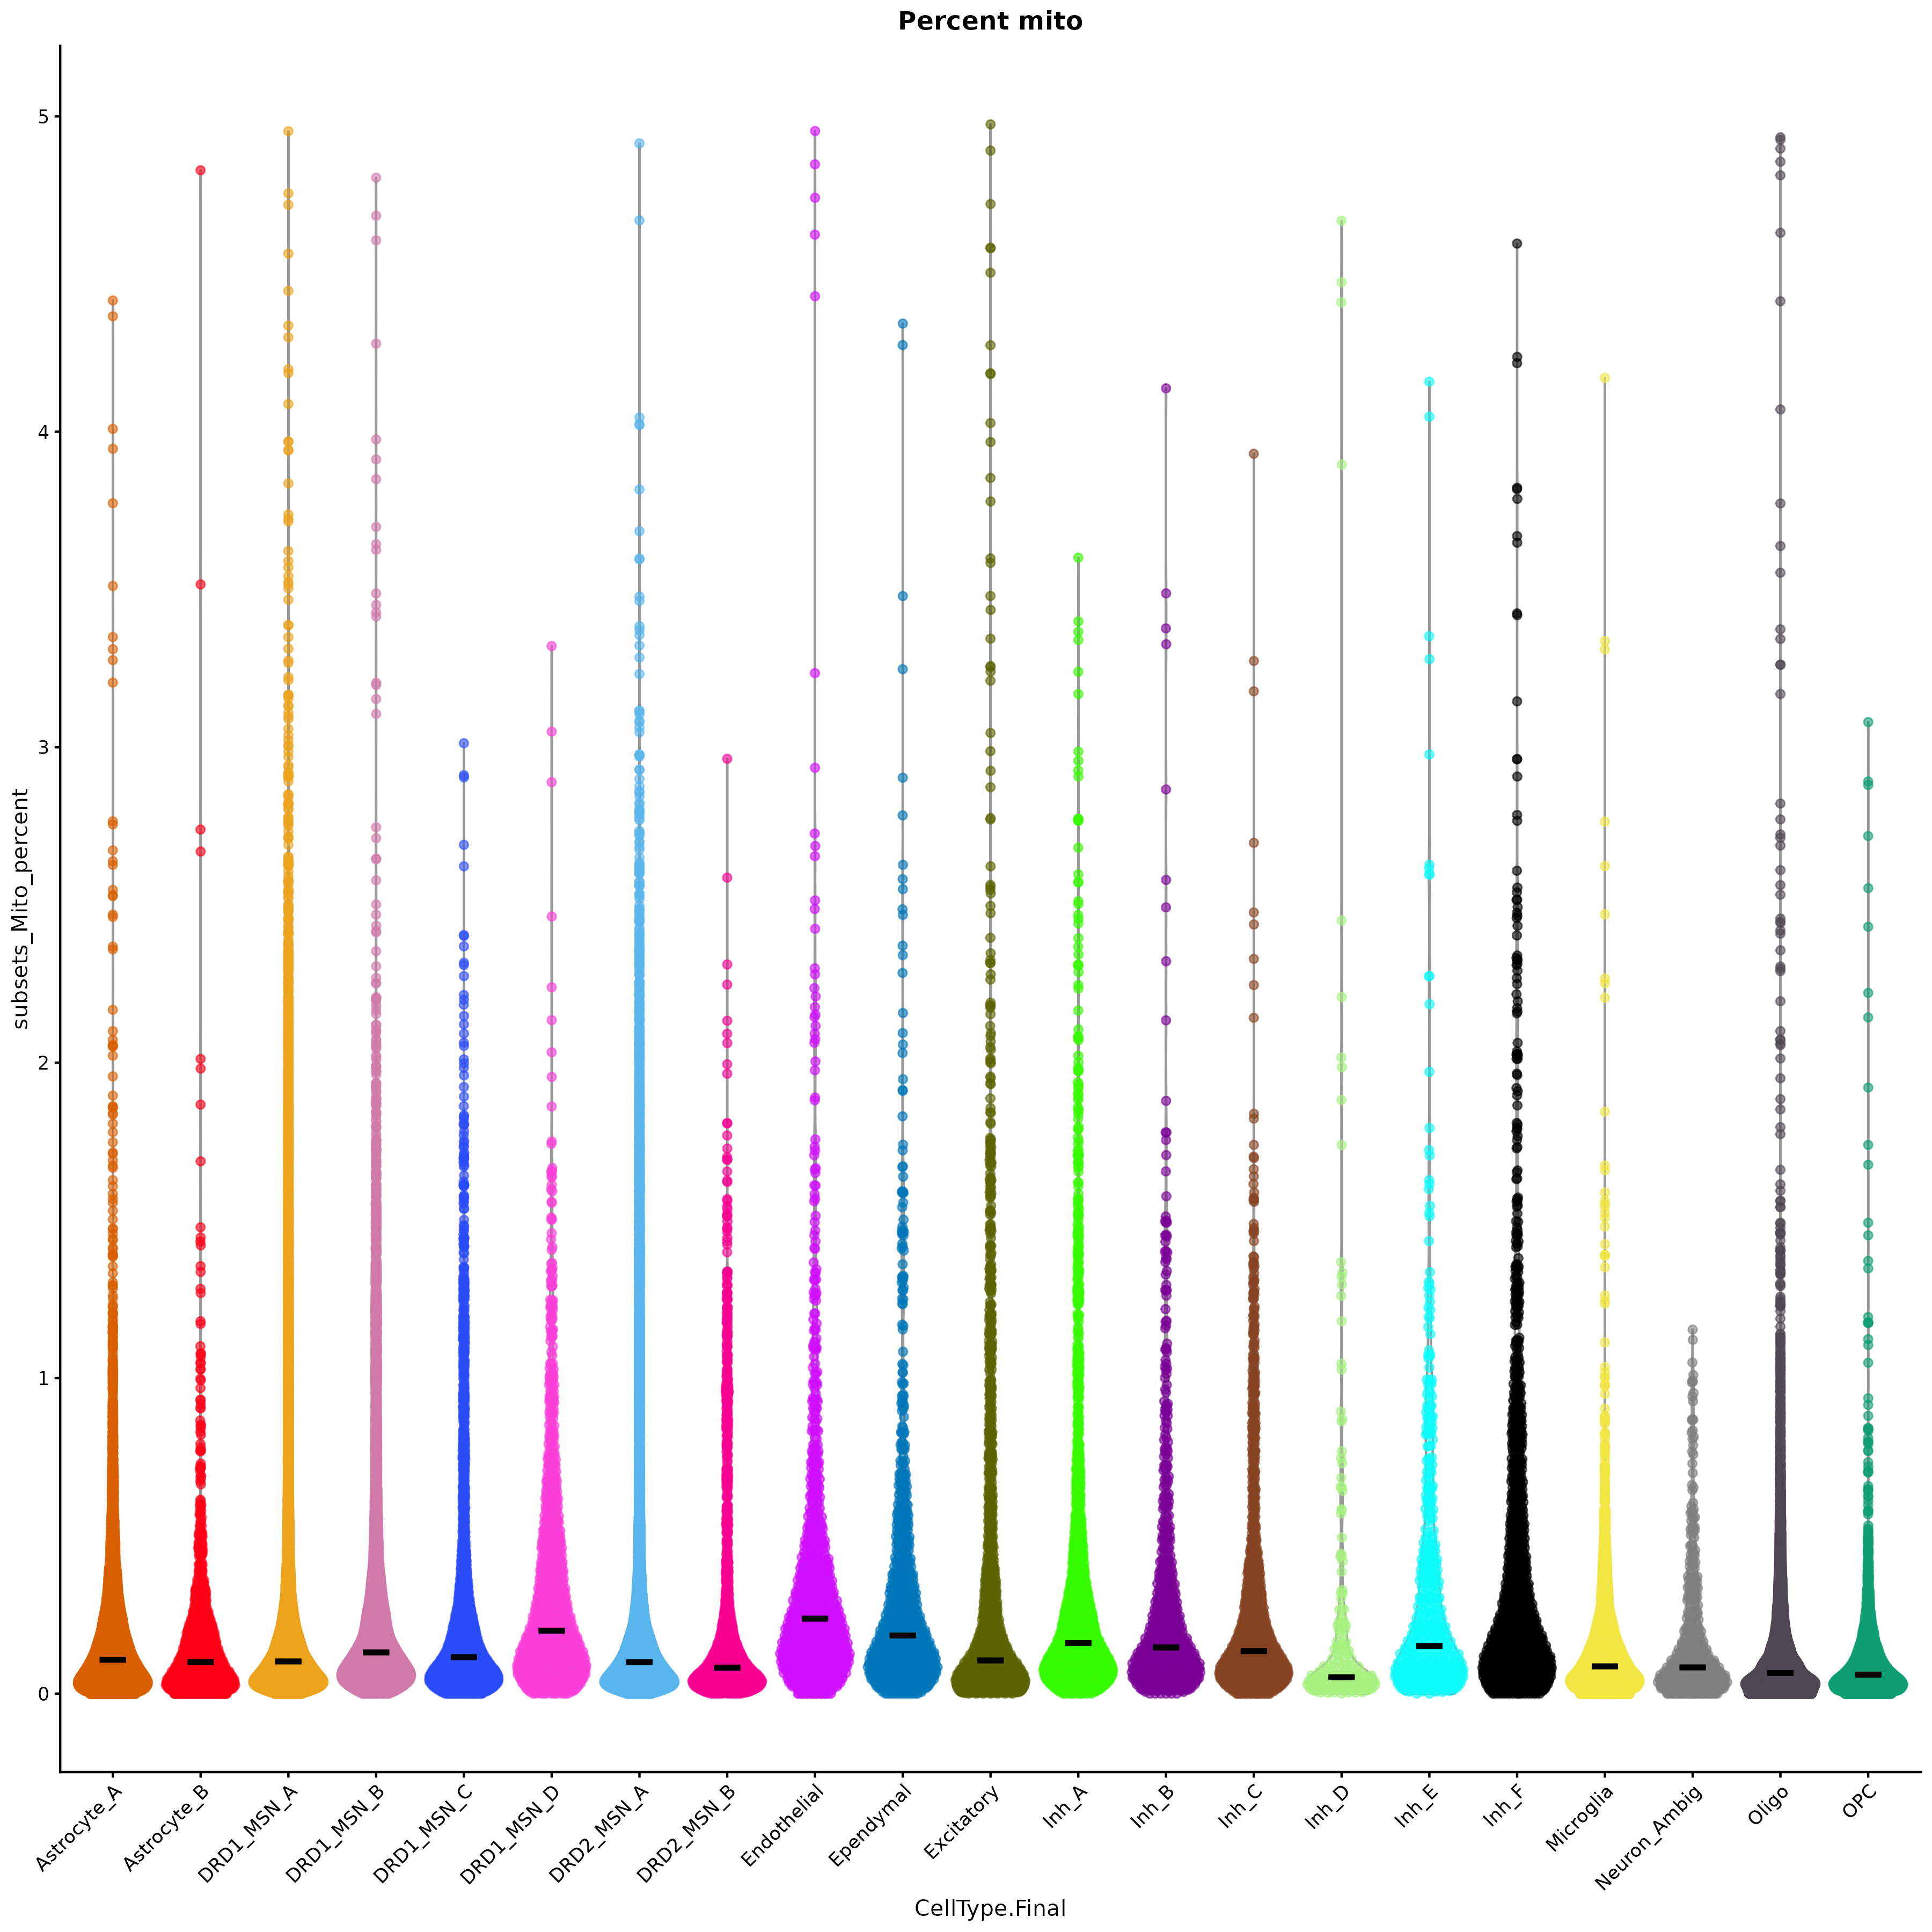 Percent mito
5
4
3
2
1
0
subsets_Mito_percent
Astrocyte_A
Astrocyte_B
DRD1_MSN_A
DRD1_MSN_B
DRD1_MSN_C
DRD1_MSN_D
DRD2_MSN_A
DRD2_MSN_B
Endothelial
Ependymal
Excitatory
Inh_A
Inh_B
Inh_C
Inh_D
Inh_E
Inh_F
Microglia
Neuron_Ambig
Oligo
OPC
CellType.Final